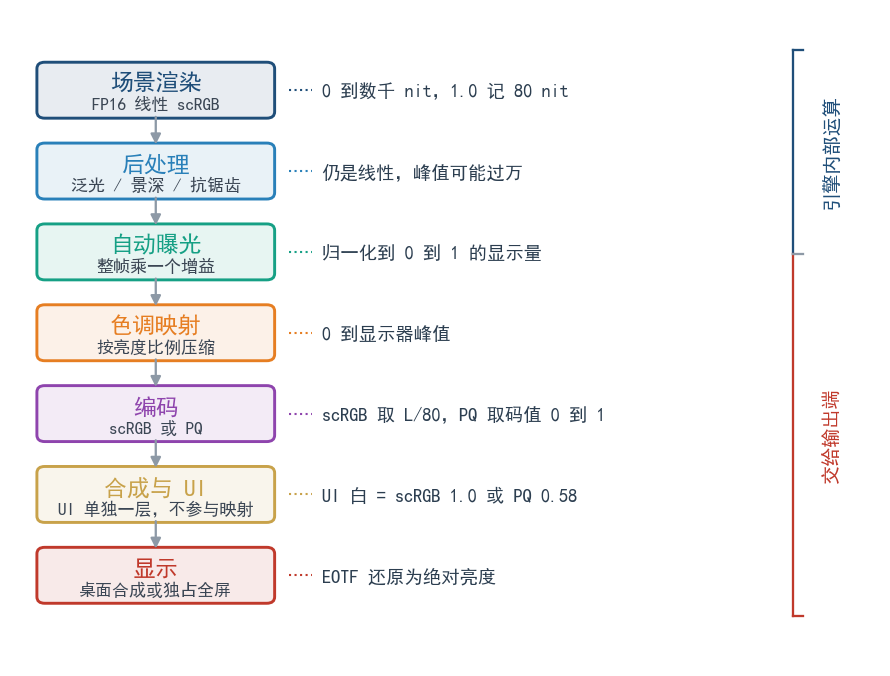 场景渲染
FP16 线性 scRGB
0 到数千 nit，1.0 记 80 nit
后处理
泛光 / 景深 / 抗锯齿
仍是线性，峰值可能过万
自动曝光
整帧乘一个增益
归一化到 0 到 1 的显示量
色调映射
按亮度比例压缩
0 到显示器峰值
编码
scRGB 或 PQ
scRGB 取 L/80，PQ 取码值 0 到 1
合成与 UI
UI 单独一层，不参与映射
UI 白 = scRGB 1.0 或 PQ 0.58
显示
桌面合成或独占全屏
EOTF 还原为绝对亮度
引擎内部运算
交给输出端